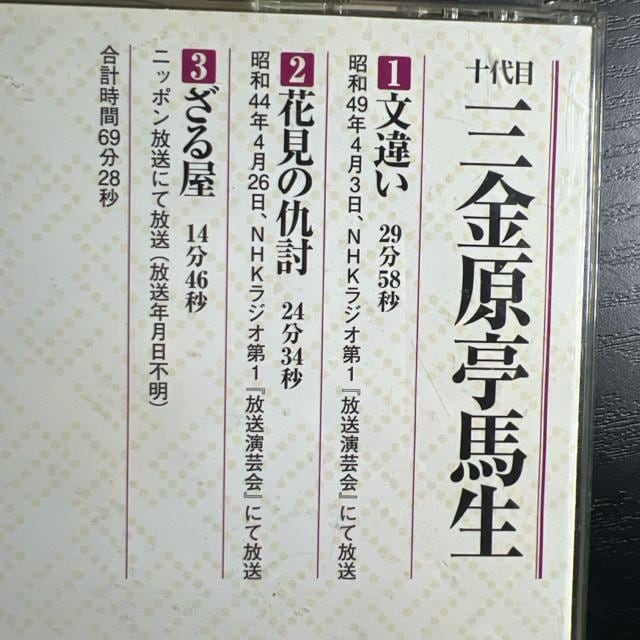 十代目
三金原亭馬生
1 文違い 29分58秒
昭和49年4月3日、NHKラジオ第1『放送演芸会』にて放送
2 花見の仇討 24分34秒
昭和44年4月26日、NHKラジオ第1『放送演芸会』にて放送
3 ざる屋 14分46秒
ニッポン放送にて放送（放送年月日不明）
合計時間69分28秒